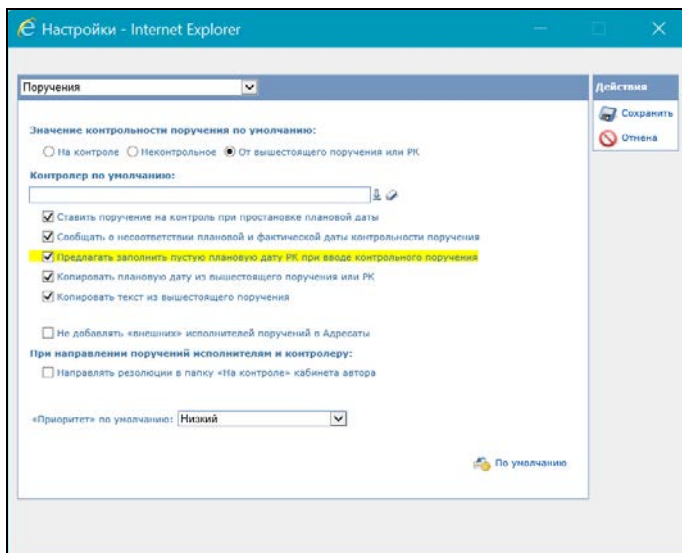 Настройки - Internet Explorer
Поручения
Действия
Сохранить
Отмена
Значение контрольности поручения по умолчанию:
На контроле Неконтрольное От вышестоящего поручения или РК
Контролер по умолчанию:
Ставить поручение на контроль при простановке плановой даты
Сообщать о несоответствии плановой и фактической даты контрольности поручения
Предлагать заполнить пустую плановую дату РК при вводе контрольного поручения
Копировать плановую дату из вышестоящего поручения или РК
Копировать текст из вышестоящего поручения
Не добавлять «внешних» исполнителей поручений в Адресаты
При направлении поручений исполнителям и контролеру:
Направлять резолюции в папку «На контроле» кабинета автора
«Приоритет» по умолчанию: Низкий
По умолчанию